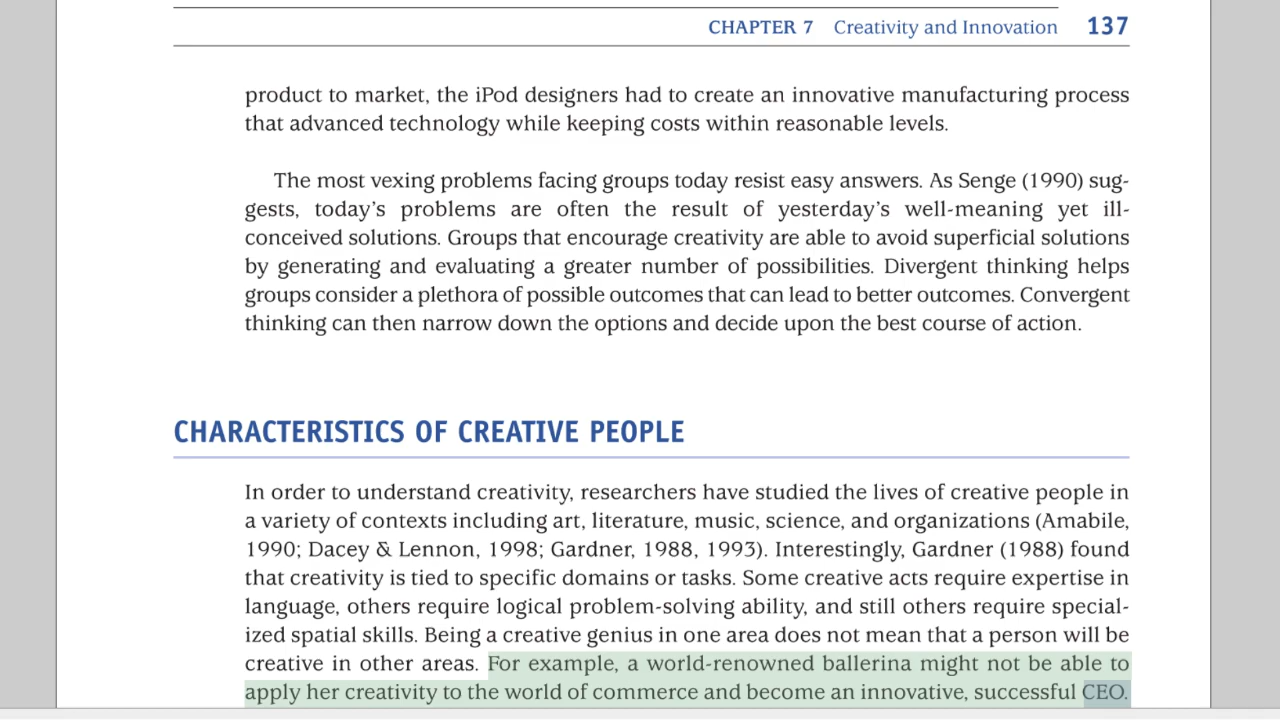 CHAPTER 7 Creativity and Innovation 137
product to market, the iPod designers had to create an innovative manufacturing process
that advanced technology while keeping costs within reasonable levels.
The most vexing problems facing groups today resist easy answers. As Senge (1990) sug-
gests, today's problems are often the result of yesterday's well-meaning yet ill-
conceived solutions. Groups that encourage creativity are able to avoid superficial solutions
by generating and evaluating a greater number of possibilities. Divergent thinking helps
groups consider a plethora of possible outcomes that can lead to better outcomes. Convergent
thinking can then narrow down the options and decide upon the best course of action.
CHARACTERISTICS OF CREATIVE PEOPLE
In order to understand creativity, researchers have studied the lives of creative people in
a variety of contexts including art, literature, music, science, and organizations (Amabile,
1990; Dacey & Lennon, 1998; Gardner, 1988, 1993). Interestingly, Gardner (1988) found
that creativity is tied to specific domains or tasks. Some creative acts require expertise in
language, others require logical problem-solving ability, and still others require special-
ized spatial skills. Being a creative genius in one area does not mean that a person will be
creative in other areas. For example, a world-renowned ballerina might not be able to
apply her creativity to the world of commerce and become an innovative, successful CEO.